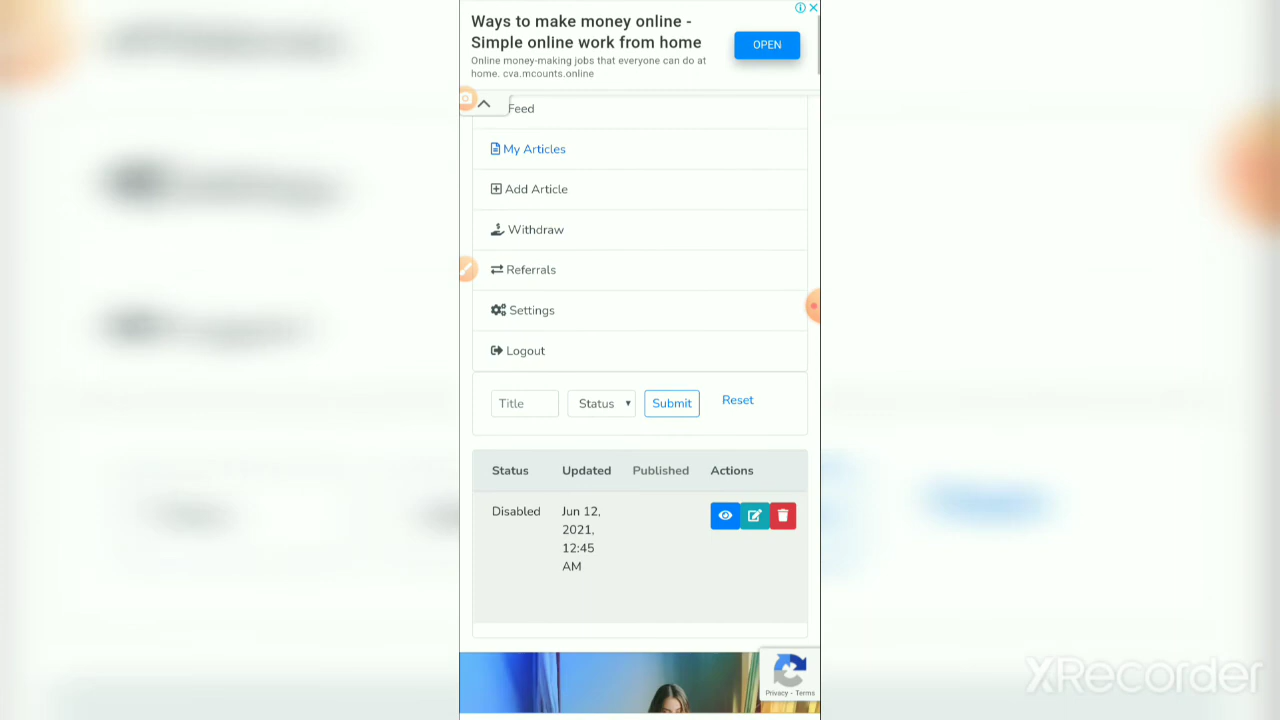 Ways to make money online -
Simple online work from home
Online money-making jobs that everyone can do at
home. cva.mcounts.online
OPEN
Feed
My Articles
Add Article
Withdraw
Referrals
Settings
Logout
Title
Status
Submit
Reset
Status Updated Published Actions
Disabled
Jun 12,
2021,
12:45
AM
Privacy - Terms
XRecorder